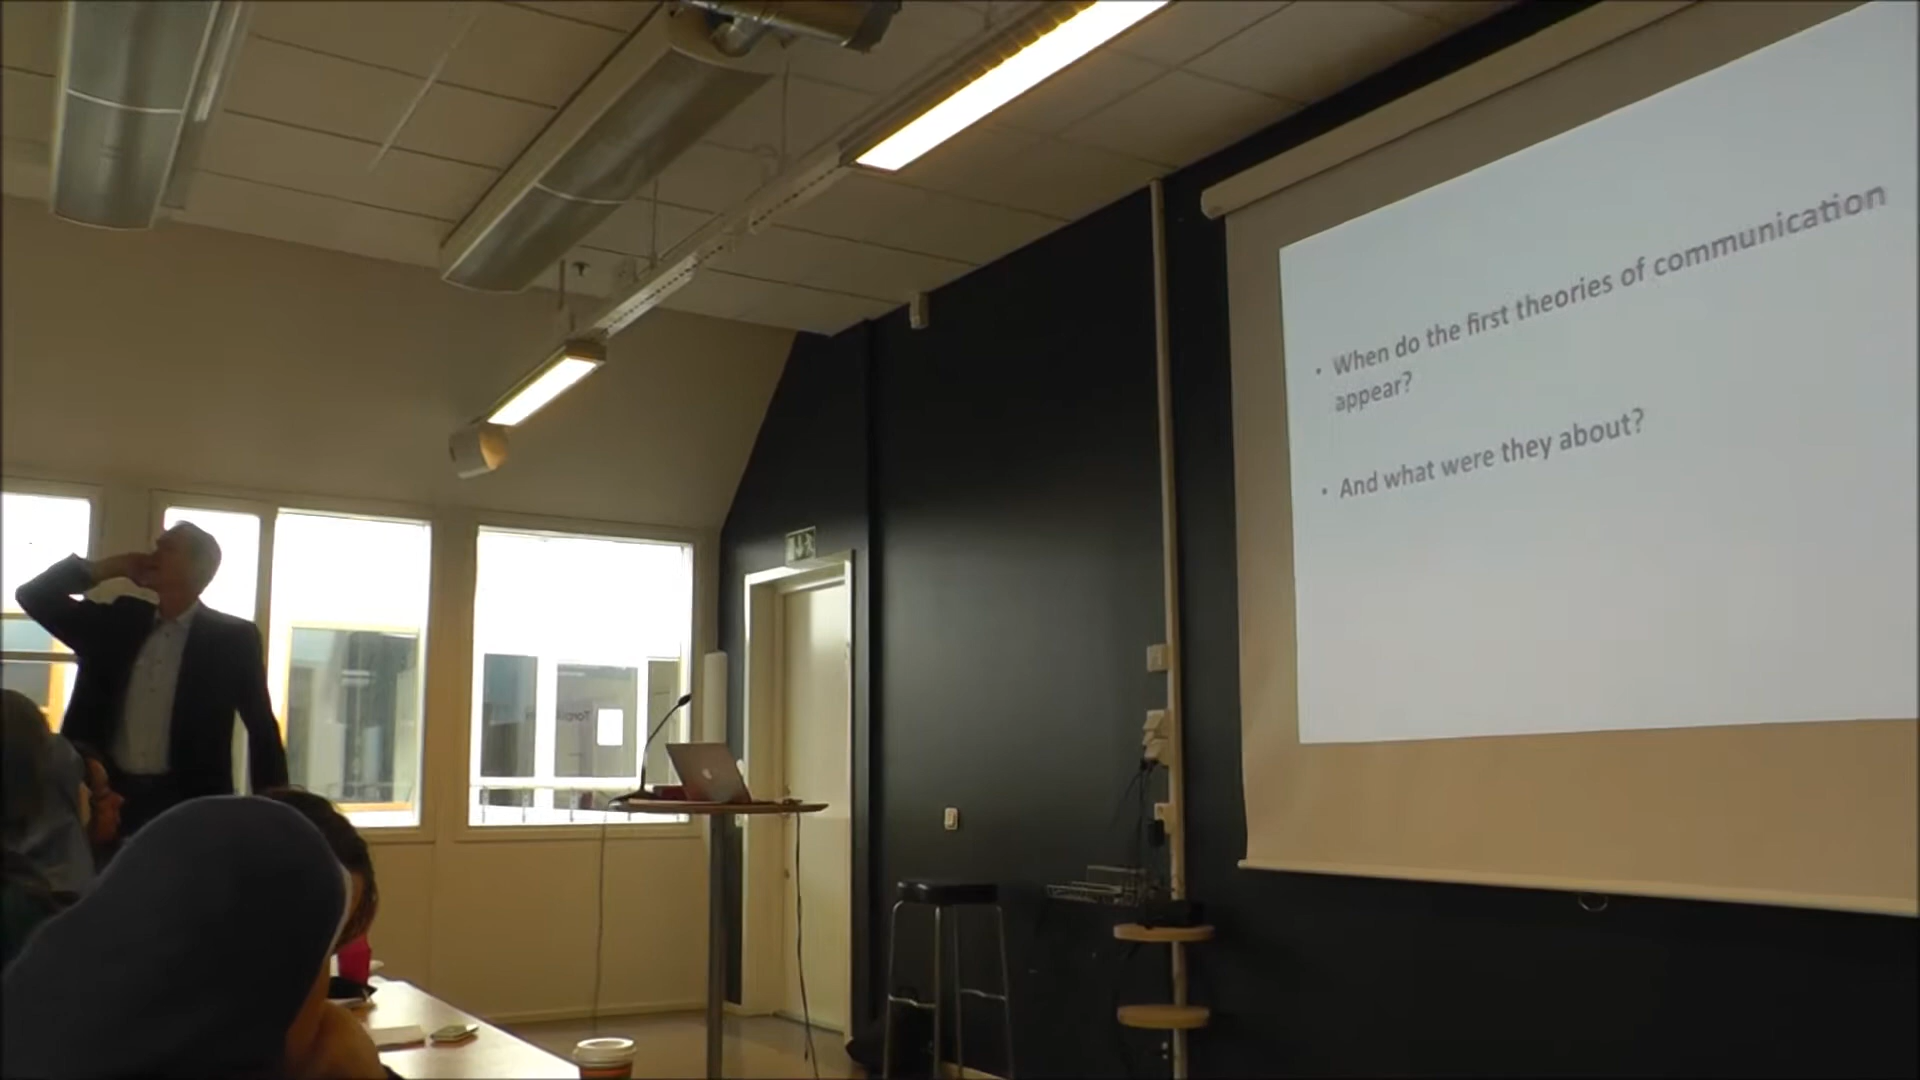 • When do the first theories of communication
appear?
• And what were they about?